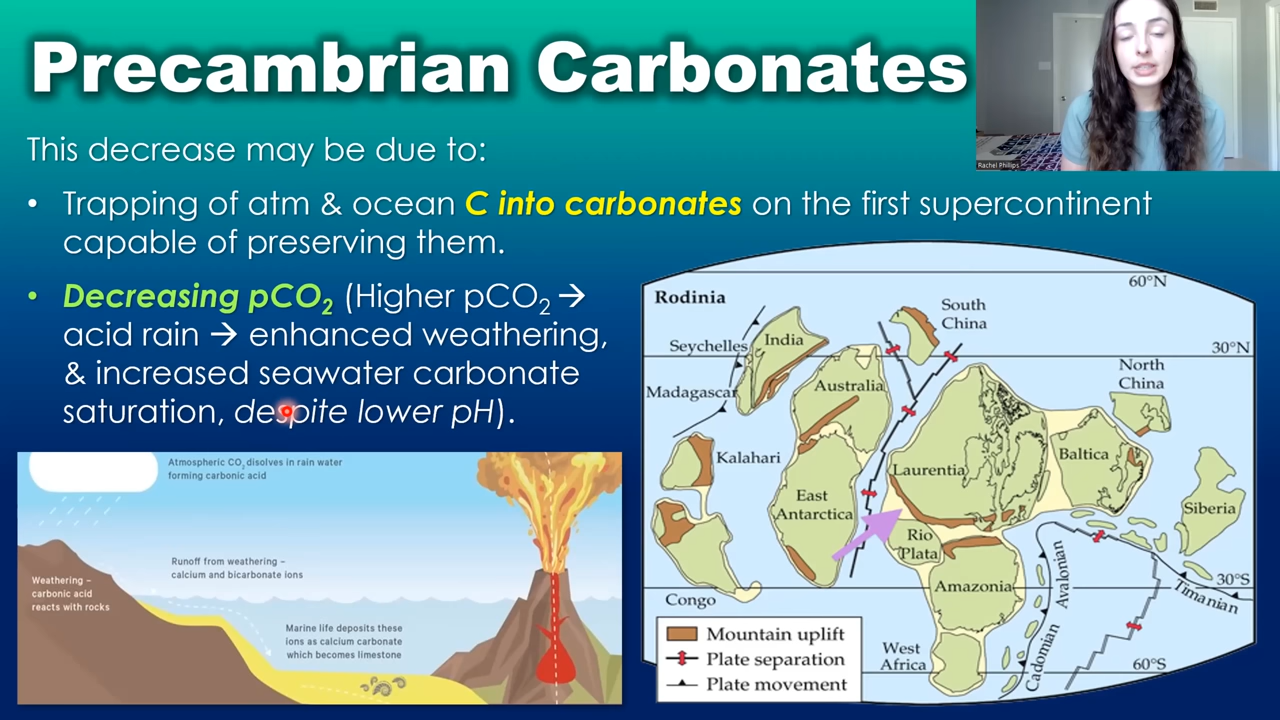 Precambrian Carbonates
Rachel Phillips
This decrease may be due to:
• Trapping of atm & ocean C into carbonates on the first supercontinent
capable of preserving them.
• Decreasing pCO₂ (Higher pCO₂ →
acid rain → enhanced weathering,
& increased seawater carbonate
saturation, despite lower pH).
Atmospheric CO₂ disolves in rain water
forming carbonic acid
Runoff from weathering –
calcium and bicarbonate ions
Weathering –
carbonic acid
reacts with rocks
Marine life deposits these
ions as calcium carbonate
which becomes limestone
60°N
Rodinia
South
China
India
Seychelles
30°N
North
China
Madagascar
Australia
Kalahari
Laurentia
Baltica
East
Antarctica
Siberia
Rio
Plata
Avalonian
30°S
Timanian
Amazonia
Congo
Mountain uplift
Plate separation
Plate movement
West
Africa
Cadomian
60°S